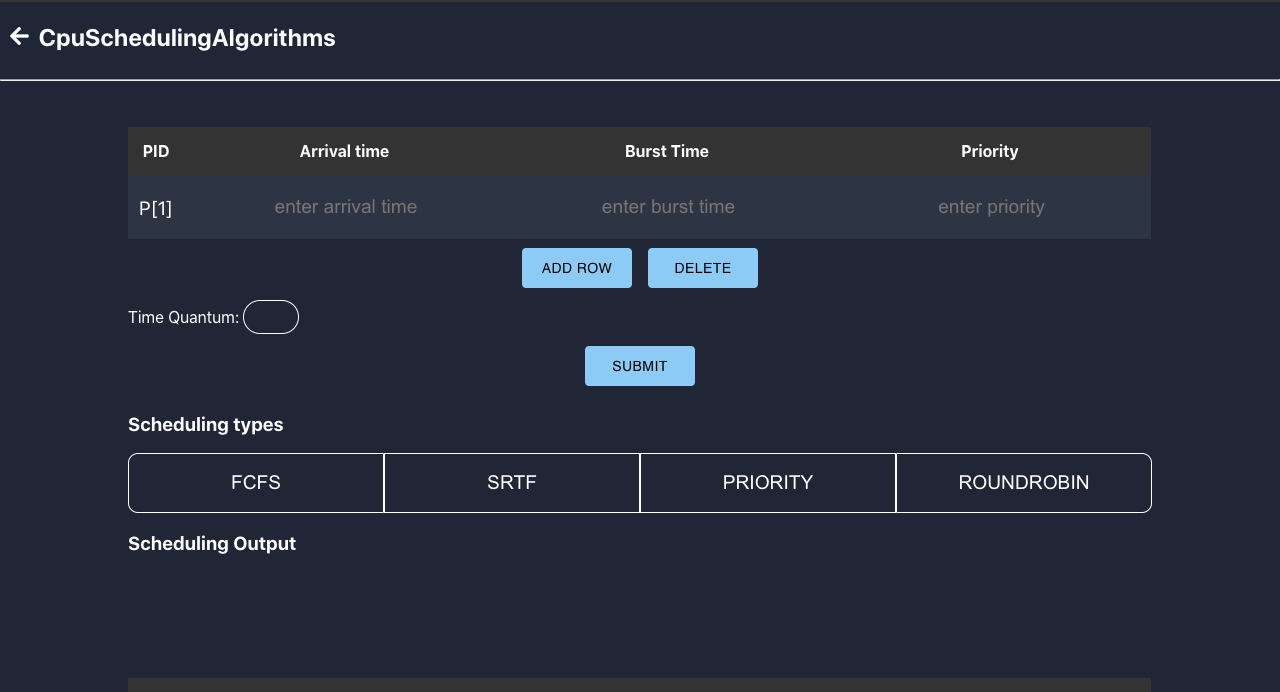 CpuSchedulingAlgorithms
PID Arrival time Burst Time Priority
P[1] enter arrival time enter burst time enter priority
ADD ROW DELETE
Time Quantum:
SUBMIT
Scheduling types
FCFS SRTF PRIORITY ROUNDROBIN
Scheduling Output